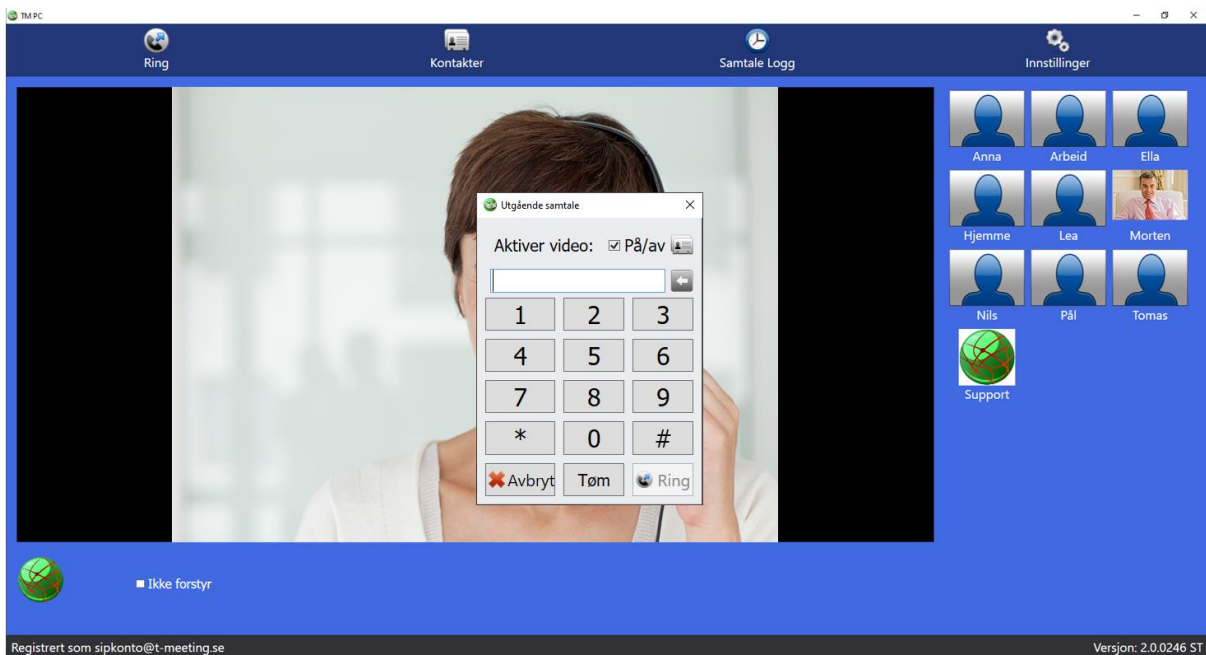 TM PC
Ring
Kontakter
Samtale Logg
Innstillinger
Utgående samtale
Aktiver video: På/av
1 2 3
4 5 6
7 8 9
* 0 #
Avbryt Tøm Ring
Anna Arbeid Ella
Hjemme Lea Morten
Nils Pål Tomas
Support
Ikke forstyr
Registrert som sipkonto@t-meeting.se
Versjon: 2.0.0246 ST